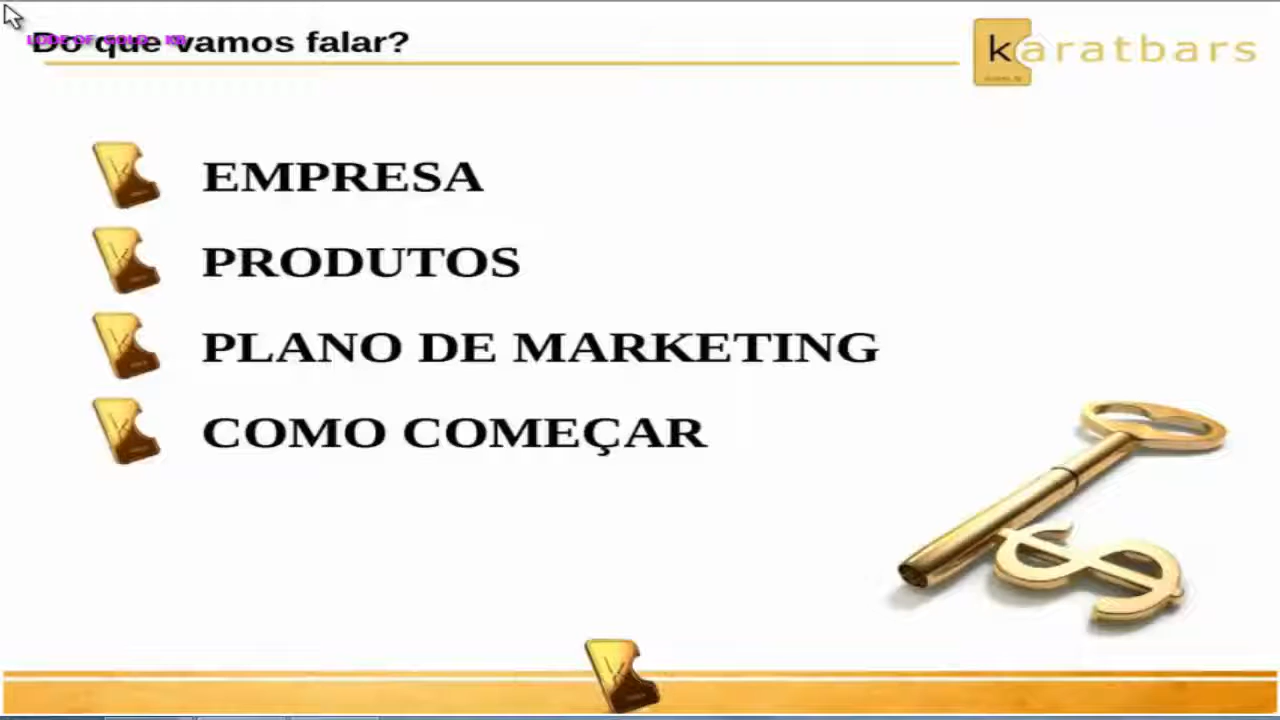 Do que vamos falar?
karatbars
EMPRESA
PRODUTOS
PLANO DE MARKETING
COMO COMEÇAR